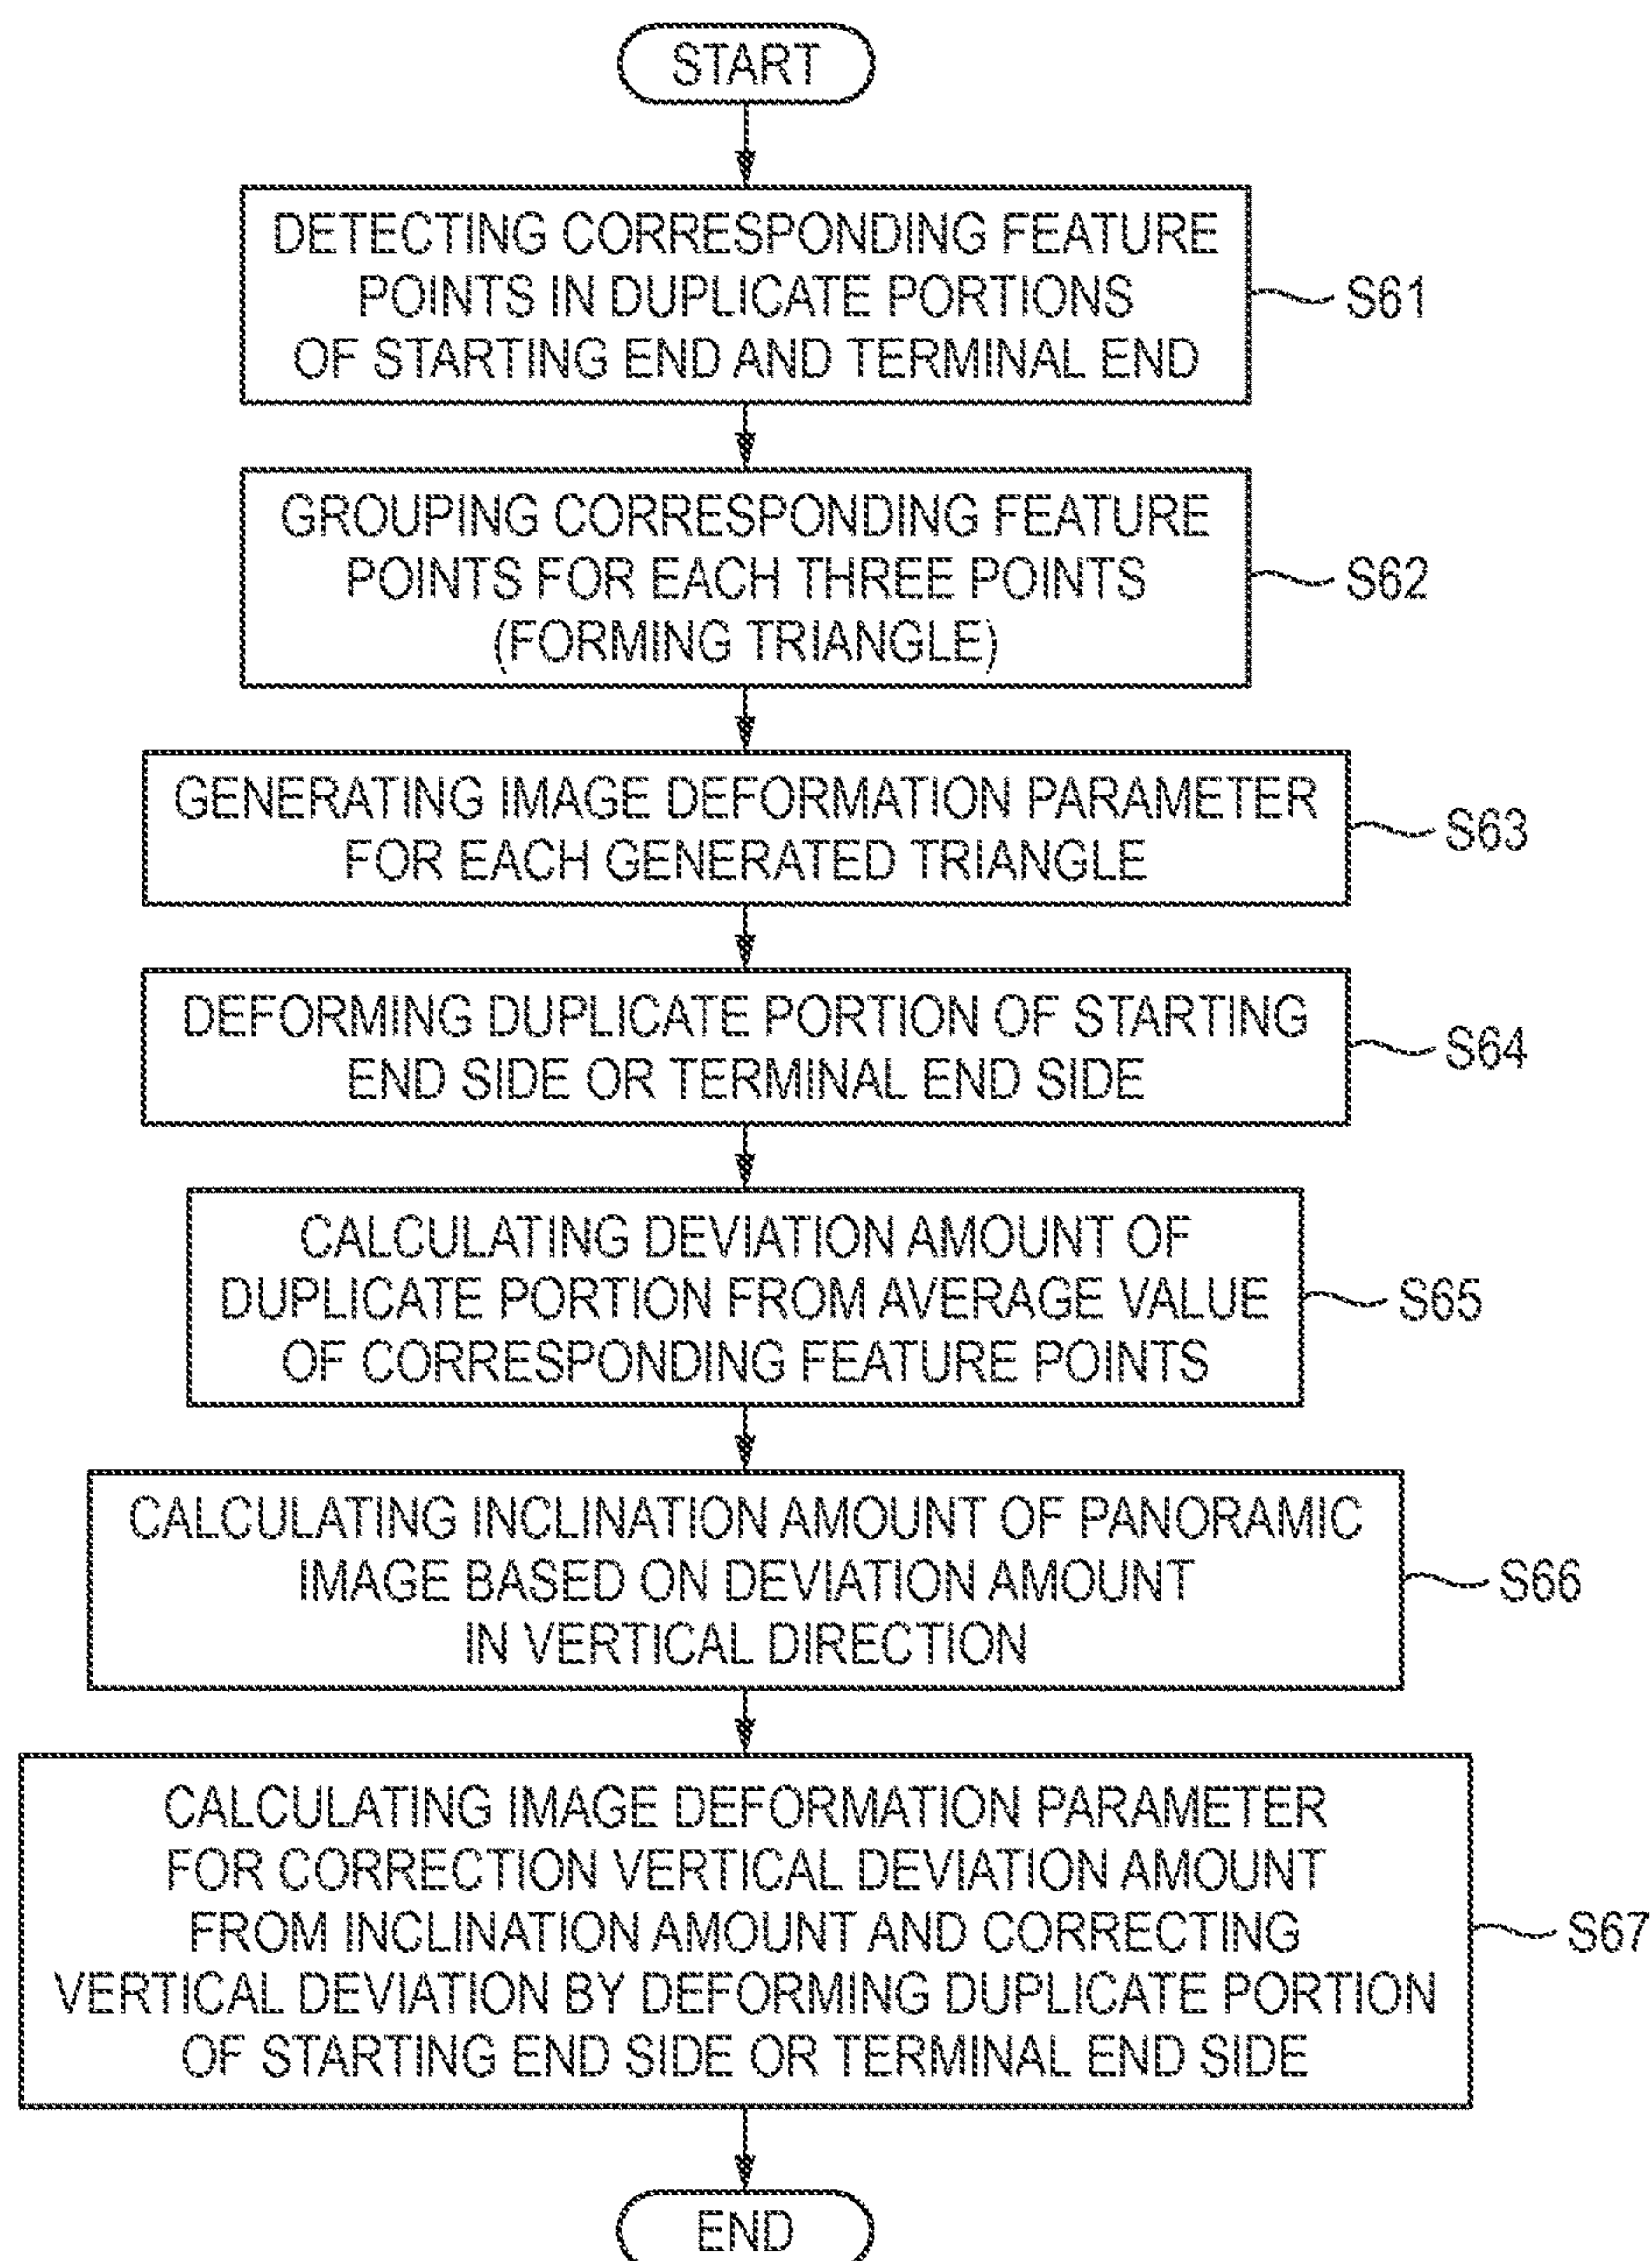 START
DETECTING CORRESPONDING FEATURE
POINTS IN DUPLICATE PORTIONS
OF STARTING END AND TERMINAL END
S61
GROUPING CORRESPONDING FEATURE
POINTS FOR EACH THREE POINTS
(FORMING TRIANGLE)
S62
GENERATING IMAGE DEFORMATION PARAMETER
FOR EACH GENERATED TRIANGLE
S63
DEFORMING DUPLICATE PORTION OF STARTING
END SIDE OR TERMINAL END SIDE
S64
CALCULATING DEVIATION AMOUNT OF
DUPLICATE PORTION FROM AVERAGE VALUE
OF CORRESPONDING FEATURE POINTS
S65
CALCULATING INCLINATION AMOUNT OF PANORAMIC
IMAGE BASED ON DEVIATION AMOUNT
IN VERTICAL DIRECTION
S66
CALCULATING IMAGE DEFORMATION PARAMETER
FOR CORRECTION VERTICAL DEVIATION AMOUNT
FROM INCLINATION AMOUNT AND CORRECTING
VERTICAL DEVIATION BY DEFORMING DUPLICATE PORTION
OF STARTING END SIDE OR TERMINAL END SIDE
S67
END